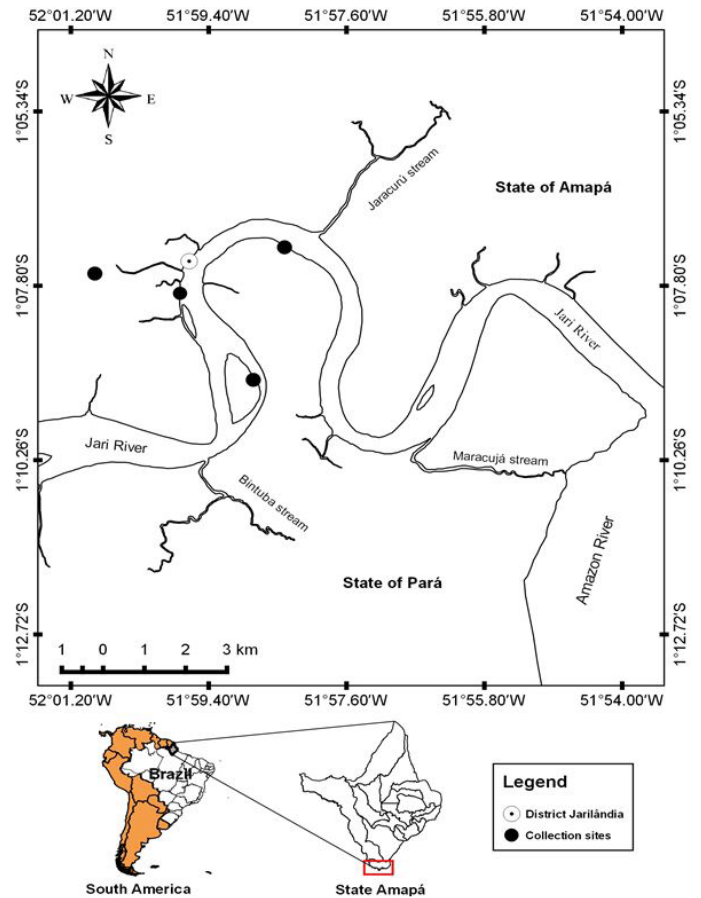 52°01.20'W 51°59.40'W 51°57.60'W 51°55.80'W 51°54.00'W
1°05.34'S
1°05.34'S
N
W E
S
Jaracurú stream
State of Amapá
1°07.80'S
1°07.80'S
Jari River
Jari River
1°10.26'S
1°10.26'S
Maracujá stream
Bintuba stream
Amazon River
State of Pará
1°12.72'S
1°12.72'S
1 0 1 2 3 km
52°01.20'W 51°59.40'W 51°57.60'W 51°55.80'W 51°54.00'W
Brazil
South America
State Amapá
Legend
District Jarilândia
Collection sites